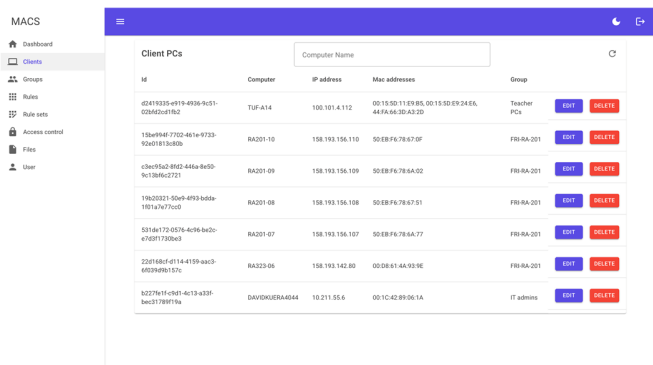 MACS
Dashboard
Clients
Groups
Rules
Rule sets
Access control
Files
User
Client PCs
Computer Name
Id Computer IP address Mac addresses Group
d2419335-e919-4936-9c51-
02bfd2cd1fb2
TUF-A14 100.101.4.112
00:15:5D:11:E9:B5, 00:15:5D:E9:24:E6,
44:FA:66:3D:A3:2D
Teacher
PCs
EDIT DELETE
15be994f-7702-461e-9733-
92e01813c80b
RA201-10 158.193.156.110 50:EB:F6:78:67:0F FRI-RA-201 EDIT DELETE
c3ec95a2-8fd2-446a-8e50-
9c13bf6c2721
RA201-09 158.193.156.109 50:EB:F6:78:6A:02 FRI-RA-201 EDIT DELETE
19b20321-50e9-4f93-bdda-
1f01a7e77cc0
RA201-08 158.193.156.108 50:EB:F6:78:67:51 FRI-RA-201 EDIT DELETE
531de172-0576-4c96-be2c-
e7d3f1730be3
RA201-07 158.193.156.107 50:EB:F6:78:6A:77 FRI-RA-201 EDIT DELETE
22d168cf-d114-4159-aac3-
6f039d9b157c
RA323-06 158.193.142.80 00:D8:61:4A:93:9E FRI-RA-201 EDIT DELETE
b227fe1f-c9d1-4c13-a33f-
bec31789f19a
DAVIDKUERA4044 10.211.55.6 00:1C:42:89:06:1A IT admins EDIT DELETE